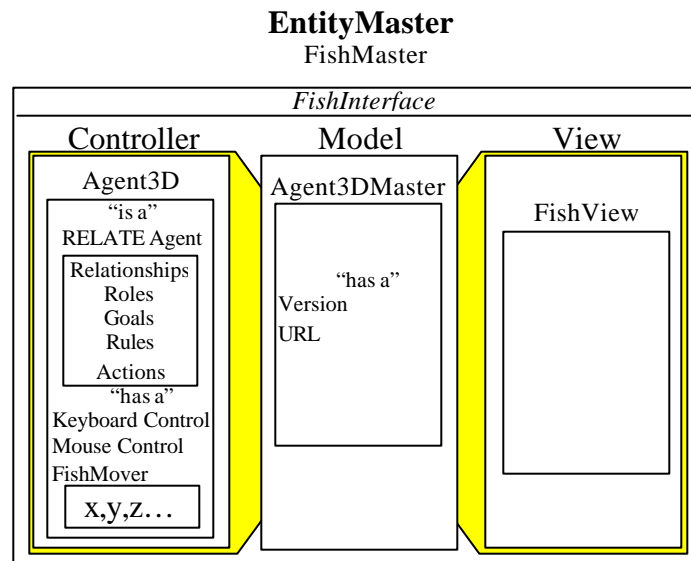 EntityMaster
FishMaster
FishInterface
Controller
Agent3D
“is a”
RELATE Agent
Relationships
Roles
Goals
Rules
Actions
“has a”
Keyboard Control
Mouse Control
FishMover
x,y,z…
Model
Agent3DMaster
“has a”
Version
URL
View
FishView